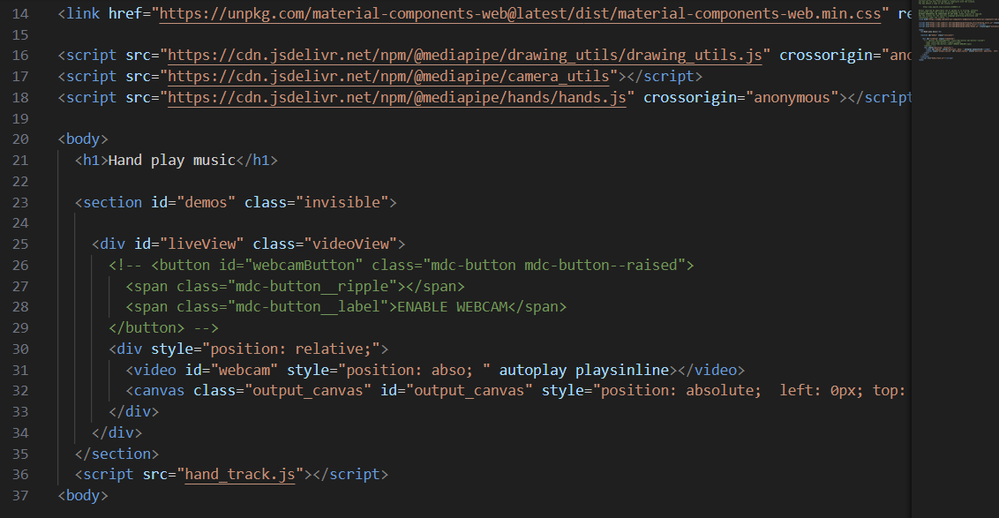 14 <link href="https://unpkg.com/material-components-web@latest/dist/material-components-web.min.css" re
15
16 <script src="https://cdn.jsdelivr.net/npm/@mediapipe/drawing_utils/drawing_utils.js" crossorigin="ano
17 <script src="https://cdn.jsdelivr.net/npm/@mediapipe/camera_utils"></script>
18 <script src="https://cdn.jsdelivr.net/npm/@mediapipe/hands/hands.js" crossorigin="anonymous"></script
19
20 <body>
21 <h1>Hand play music</h1>
22
23 <section id="demos" class="invisible">
24
25 <div id="liveView" class="videoView">
26 <!-- <button id="webcamButton" class="mdc-button mdc-button--raised">
27 <span class="mdc-button__ripple"></span>
28 <span class="mdc-button__label">ENABLE WEBCAM</span>
29 </button> -->
30 <div style="position: relative;">
31 <video id="webcam" style="position: abso; " autoplay playsinline></video>
32 <canvas class="output_canvas" id="output_canvas" style="position: absolute;  left: 0px; top:
33 </div>
34 </div>
35 </section>
36 <script src="hand_track.js"></script>
37 <body>